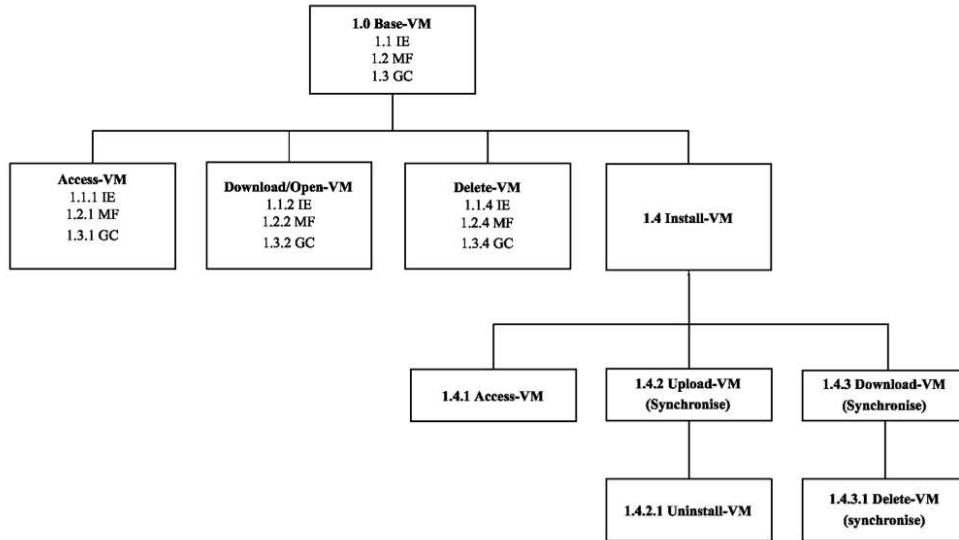 1.0 Base-VM
1.1 IE
1.2 MF
1.3 GC
Access-VM
1.1.1 IE
1.2.1 MF
1.3.1 GC
Download/Open-VM
1.1.2 IE
1.2.2 MF
1.3.2 GC
Delete-VM
1.1.4 IE
1.2.4 MF
1.3.4 GC
1.4 Install-VM
1.4.1 Access-VM
1.4.2 Upload-VM
(Synchronise)
1.4.3 Download-VM
(Synchronise)
1.4.2.1 Uninstall-VM
1.4.3.1 Delete-VM
(synchronise)